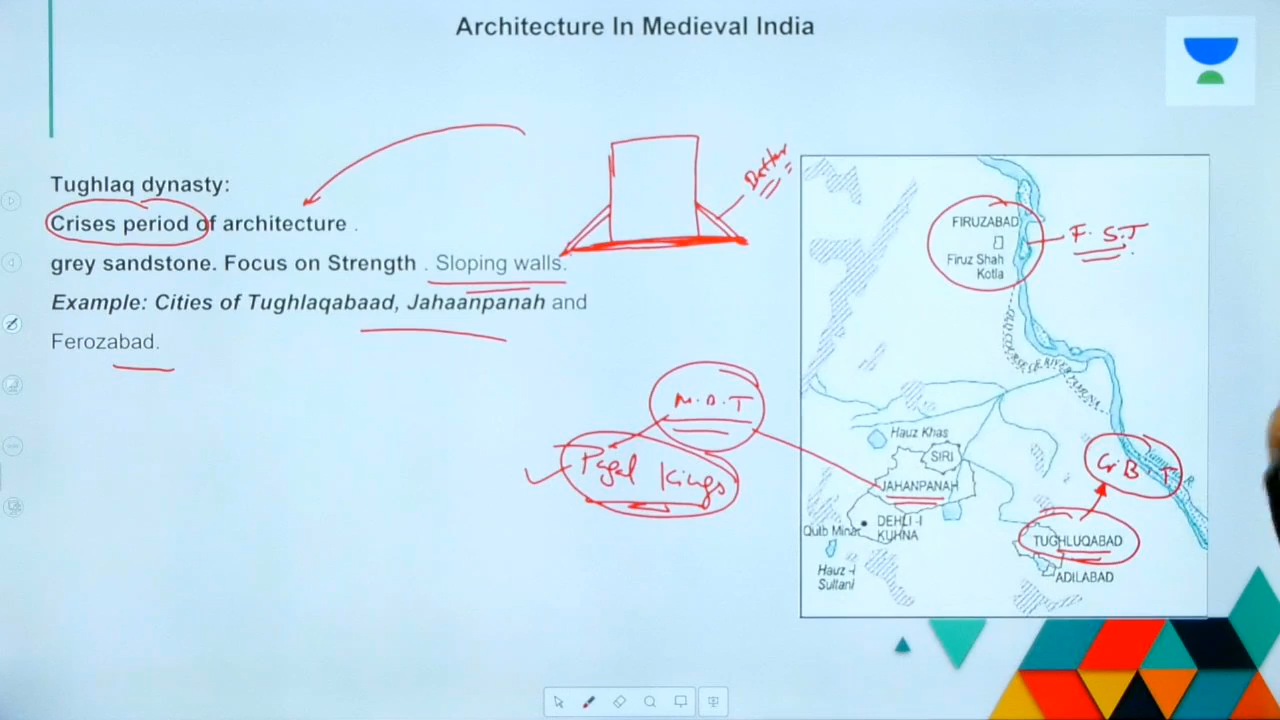 Architecture In Medieval India
Tughlaq dynasty:
Crises period of architecture .
grey sandstone. Focus on Strength . Sloping walls.
Example: Cities of Tughlaqabaad, Jahaanpanah and
Ferozabad.
M.D.T
Pagal Kings
FIRUZABAD
Firuz Shah
Kotla
F. S.T
Hauz Khas
SIRI
JAHANPANAH
G.B.T
Qutb Minar
DEHLI -I
KUHNA
TUGHLUQABAD
Hauz -i
Sultani
ADILABAD